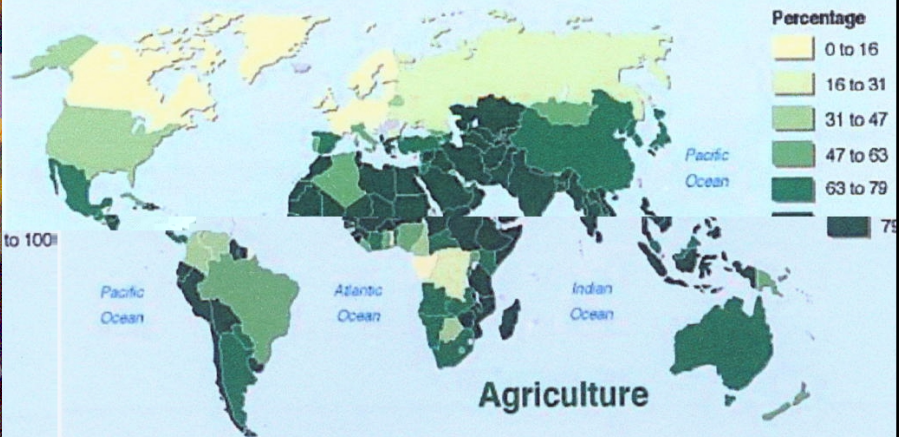 Percentage
0 to 16
16 to 31
31 to 47
47 to 63
63 to 79
Pacific
Ocean
79
to 100
Pacific
Ocean
Atlantic
Ocean
Indian
Ocean
Agriculture